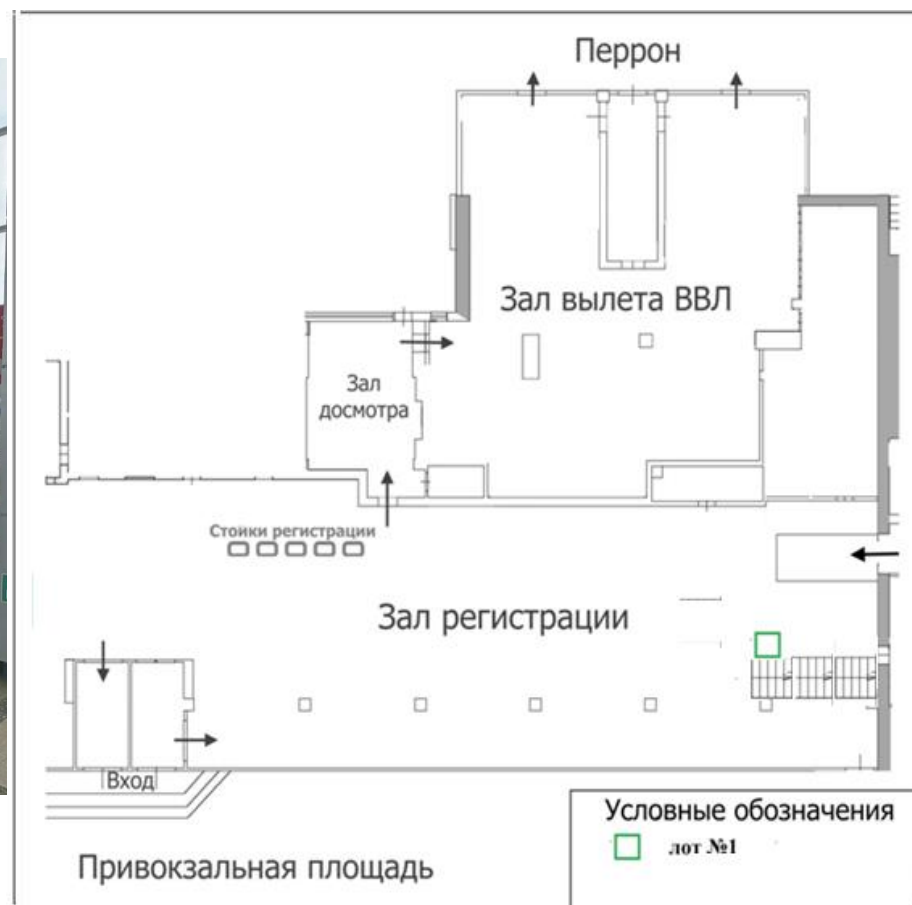 Перрон
Зал вылета ВВЛ
Зал
досмотра
Стойки регистрации
Зал регистрации
Вход
Условные обозначения
лот №1
Привокзальная площадь